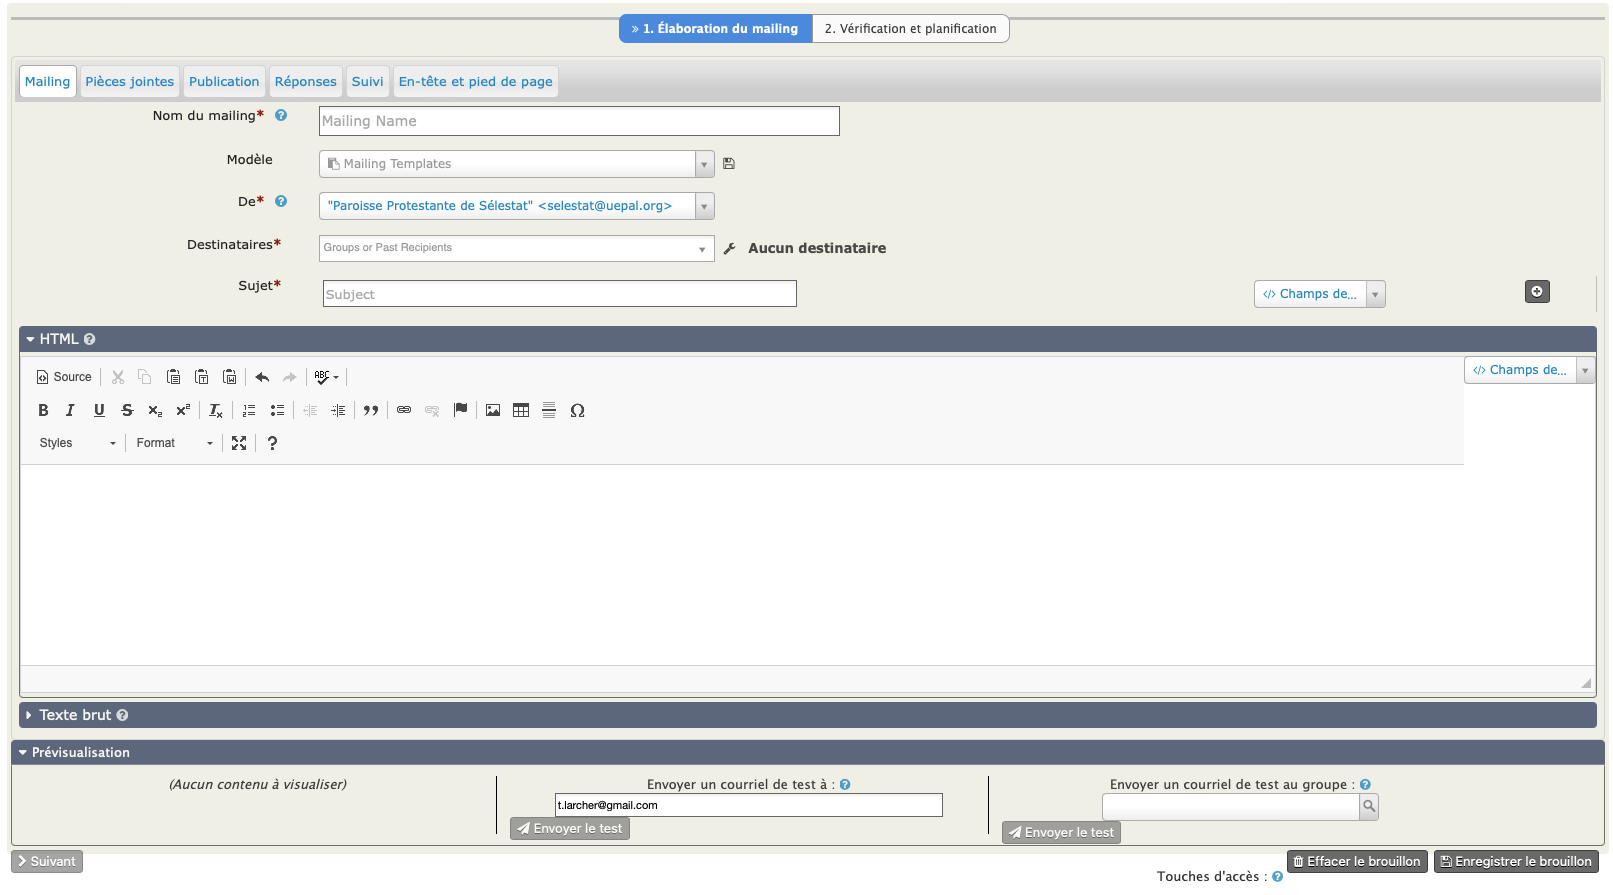 » 1. Élaboration du mailing 2. Vérification et planification
Mailing Pièces jointes Publication Réponses Suivi En-tête et pied de page
Nom du mailing* ? Mailing Name
Modèle Mailing Templates
De* ? "Paroisse Protestante de Sélestat" <selestat@uepal.org>
Destinataires* Groups or Past Recipients Aucun destinataire
Sujet* Subject </> Champs de...
HTML ?
Source ABC </> Champs de...
B I U S x₂ x² Tx Ω
Styles Format ?
Texte brut ?
Prévisualisation
(Aucun contenu à visualiser) Envoyer un courriel de test à : ? Envoyer un courriel de test au groupe : ?
t.larcher@gmail.com
Envoyer le test Envoyer le test
Suivant Effacer le brouillon Enregistrer le brouillon
Touches d'accès : ?